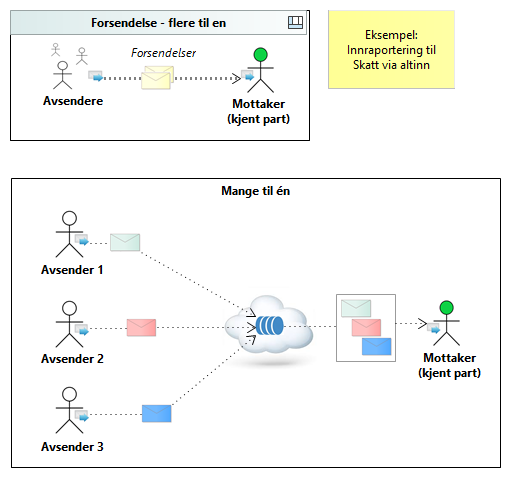 Forsendelse - flere til en
Forsendelser
Avsendere
Mottaker
(kjent part)
Eksempel:
Innraportering til
Skatt via altinn
Mange til én
Avsender 1
Avsender 2
Avsender 3
Mottaker
(kjent part)